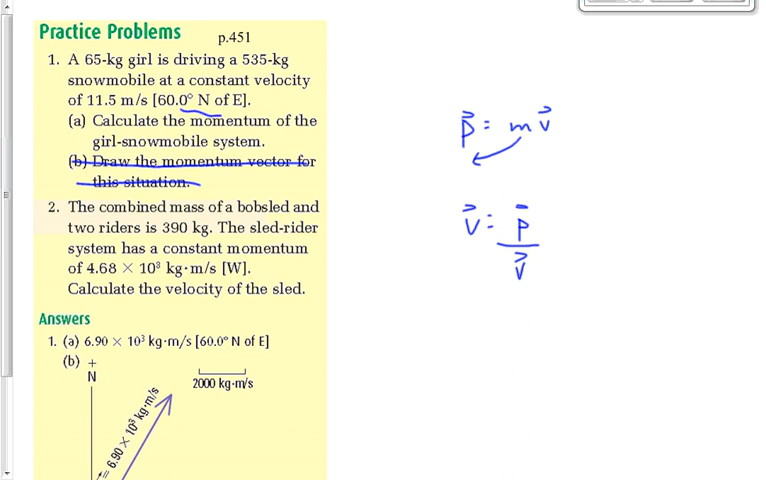 Practice Problems p.451
1. A 65-kg girl is driving a 535-kg
snowmobile at a constant velocity
of 11.5 m/s [60.0° N of E].
(a) Calculate the momentum of the
girl-snowmobile system.
(b) Draw the momentum vector for
this situation.
2. The combined mass of a bobsled and
two riders is 390 kg. The sled-rider
system has a constant momentum
of 4.68 × 10³ kg·m/s [W].
Calculate the velocity of the sled.
Answers
1. (a) 6.90 × 10³ kg·m/s [60.0° N of E]
(b) +
N
2000 kg·m/s
= 6.90 × 10³ kg·m/s
p⃗ = mv⃗
v⃗ = p⃗
v⃗